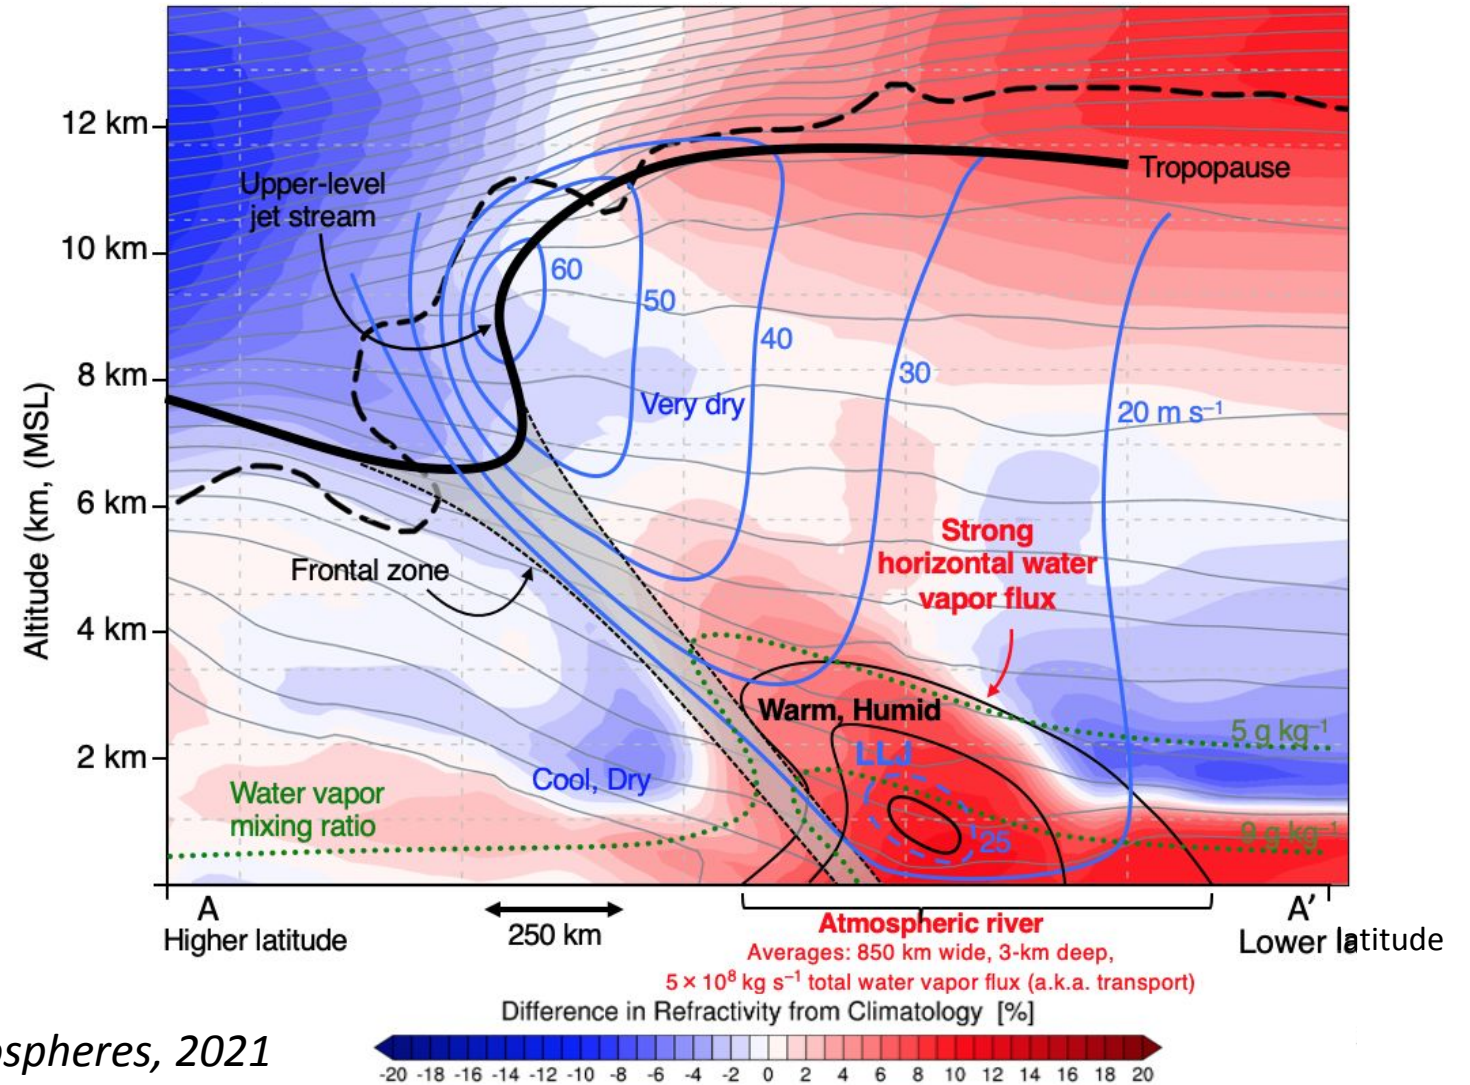 12 km
10 km
8 km
6 km
4 km
2 km
Altitude (km, (MSL)
Upper-level
jet stream
Tropopause
60
50
40
30
20 m s⁻¹
Very dry
Frontal zone
Strong
horizontal water
vapor flux
Warm, Humid
LLJ
25
5 g kg⁻¹
9 g kg⁻¹
Cool, Dry
Water vapor
mixing ratio
A
Higher latitude
250 km
A′
Lower latitude
Atmospheric river
Averages: 850 km wide, 3-km deep,
5 × 10⁸ kg s⁻¹ total water vapor flux (a.k.a. transport)
Difference in Refractivity from Climatology [%]
-20 -18 -16 -14 -12 -10 -8 -6 -4 -2 0 2 4 6 8 10 12 14 16 18 20
ospheres, 2021